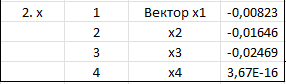 2. x 1 Вектор x1 -0,00823
2 x2 -0,01646
3 x3 -0,02469
4 x4 3,67E-16